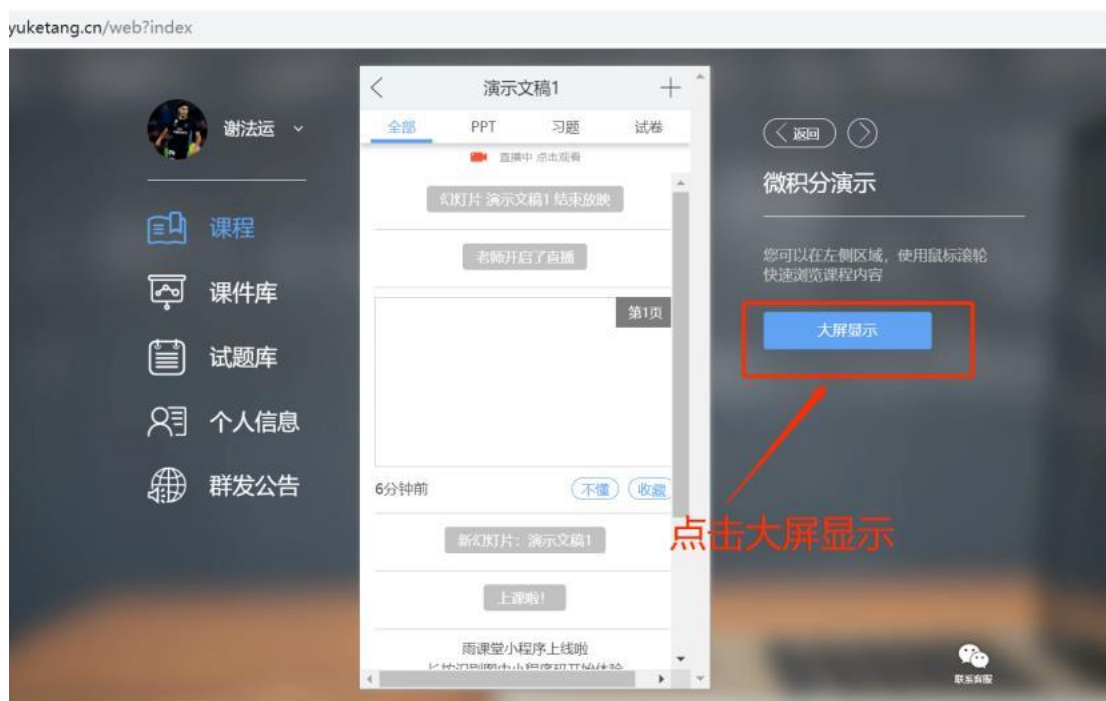 yuketang.cn/web?index
谢法运
课程
课件库
试题库
个人信息
群发公告
演示文稿1
全部 PPT 习题 试卷
直播中 点击观看
幻灯片 演示文稿1 结束放映
老师开启了直播
第1页
6分钟前 不懂 收藏
新幻灯片：演示文稿1
上课啦！
雨课堂小程序上线啦
返回
微积分演示
您可以在左侧区域，使用鼠标滚轮
快速浏览课程内容
大屏显示
点击大屏显示
联系客服